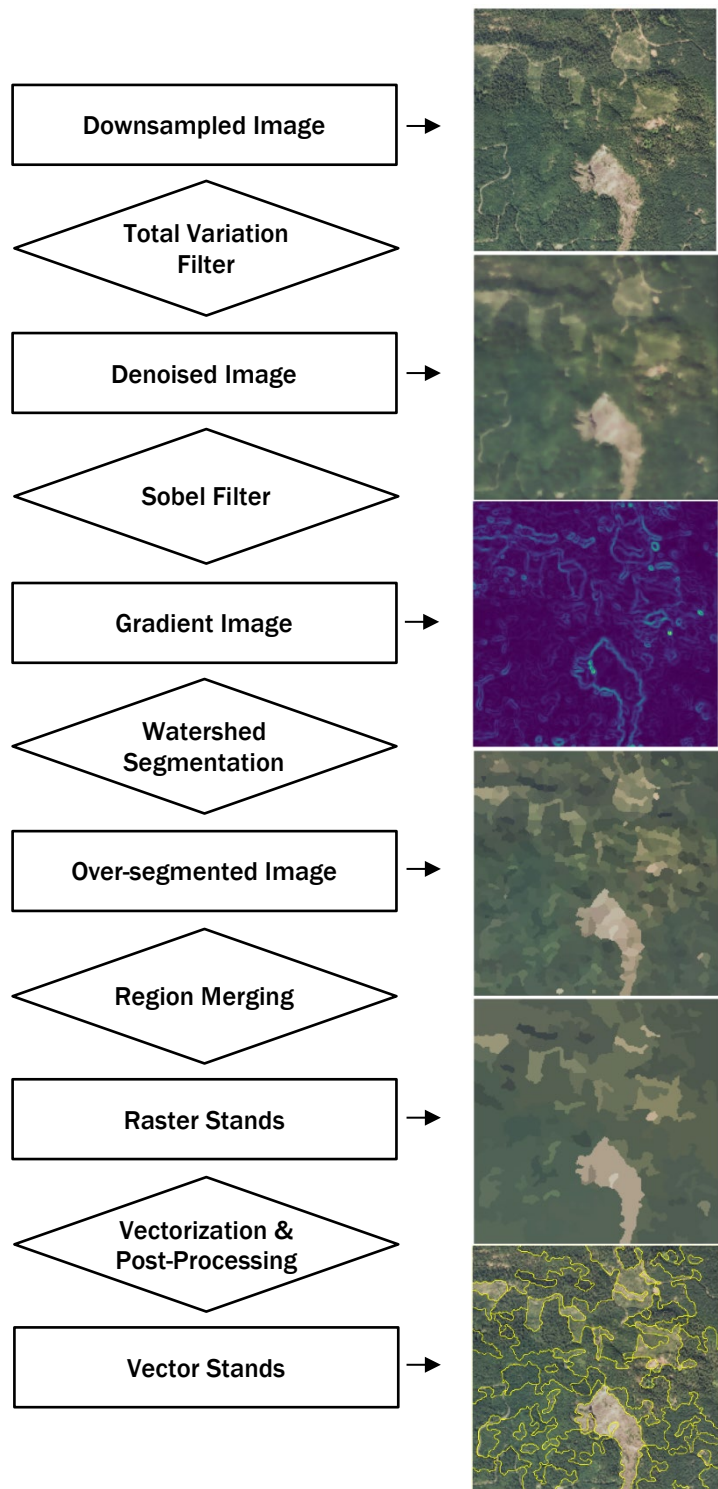 Downsampled Image
Total Variation
Filter
Denoised Image
Sobel Filter
Gradient Image
Watershed
Segmentation
Over-segmented Image
Region Merging
Raster Stands
Vectorization &
Post-Processing
Vector Stands